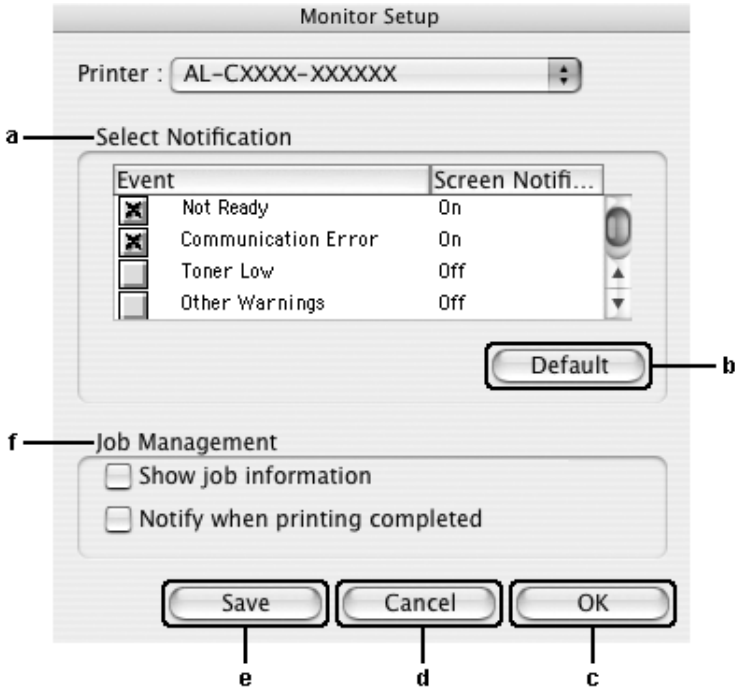 Monitor Setup
Printer : AL-CXXXX-XXXXXX
a Select Notification
Event Screen Notifi...
Not Ready On
Communication Error On
Toner Low Off
Other Warnings Off
Default b
f Job Management
Show job information
Notify when printing completed
Save Cancel OK
e d c